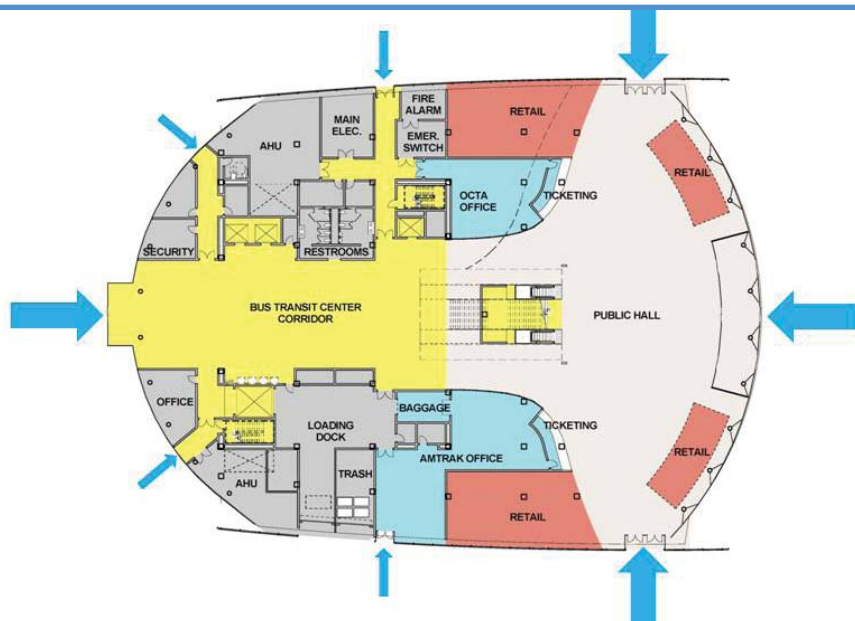 FIRE
ALARM
RETAIL
MAIN
ELEC.
EMER.
SWITCH
AHU
RETAIL
OCTA
OFFICE
TICKETING
SECURITY
RESTROOMS
BUS TRANSIT CENTER
CORRIDOR
PUBLIC HALL
OFFICE
BAGGAGE
LOADING
DOCK
TICKETING
AMTRAK OFFICE
RETAIL
TRASH
AHU
RETAIL